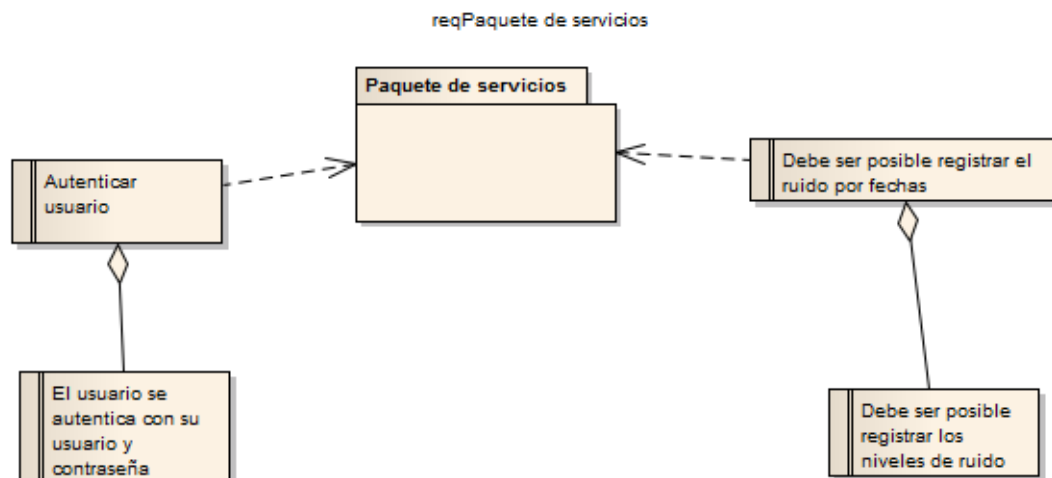 reqPaquete de servicios
Paquete de servicios
Autenticar
usuario
Debe ser posible registrar el
ruido por fechas
El usuario se
autentica con su
usuario y
contraseña
Debe ser posible
registrar los
niveles de ruido